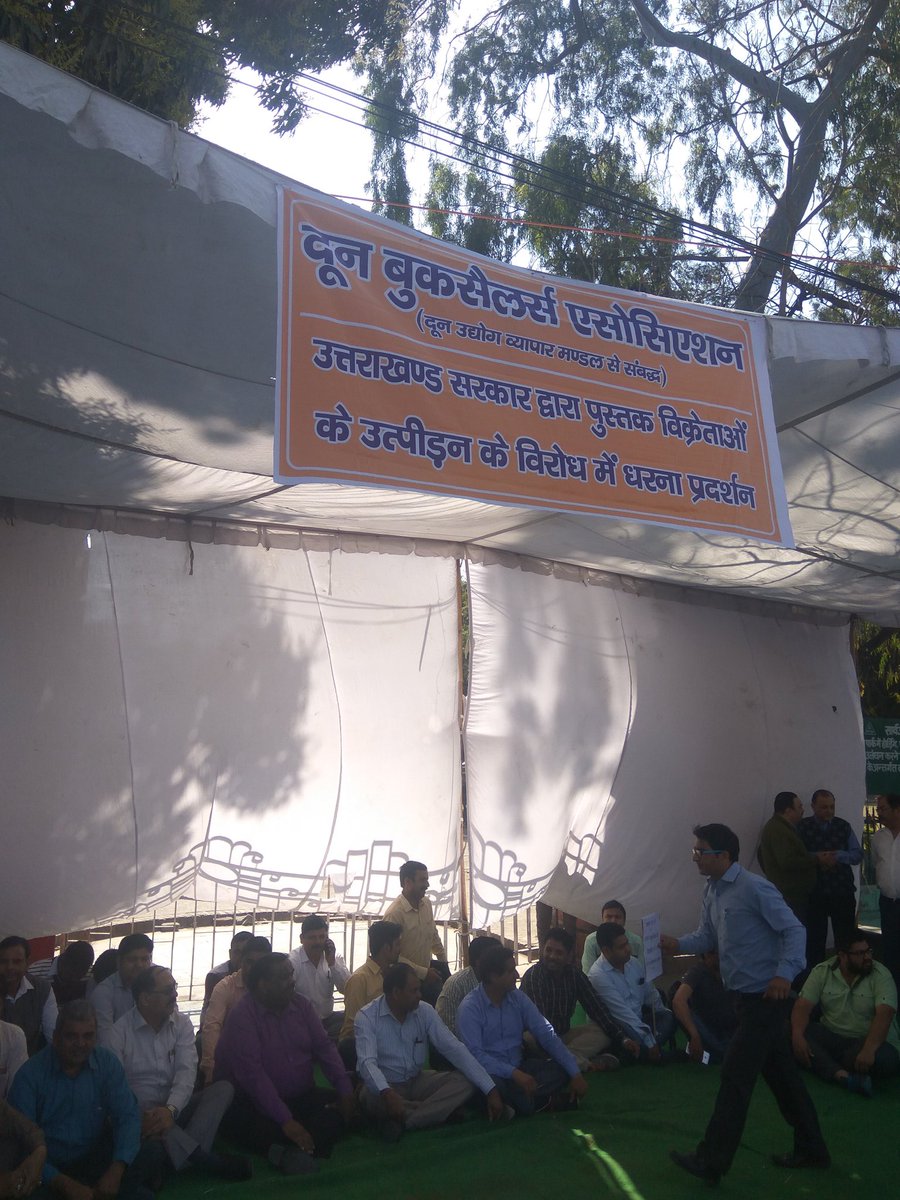 दून बुकसैलर्स एसोसिएशन
(दून उद्योग व्यापार मण्डल से संबद्ध)
उत्तराखण्ड सरकार द्वारा पुस्तक विक्रेताओं
के उत्पीड़न के विरोध में धरना प्रदर्शन